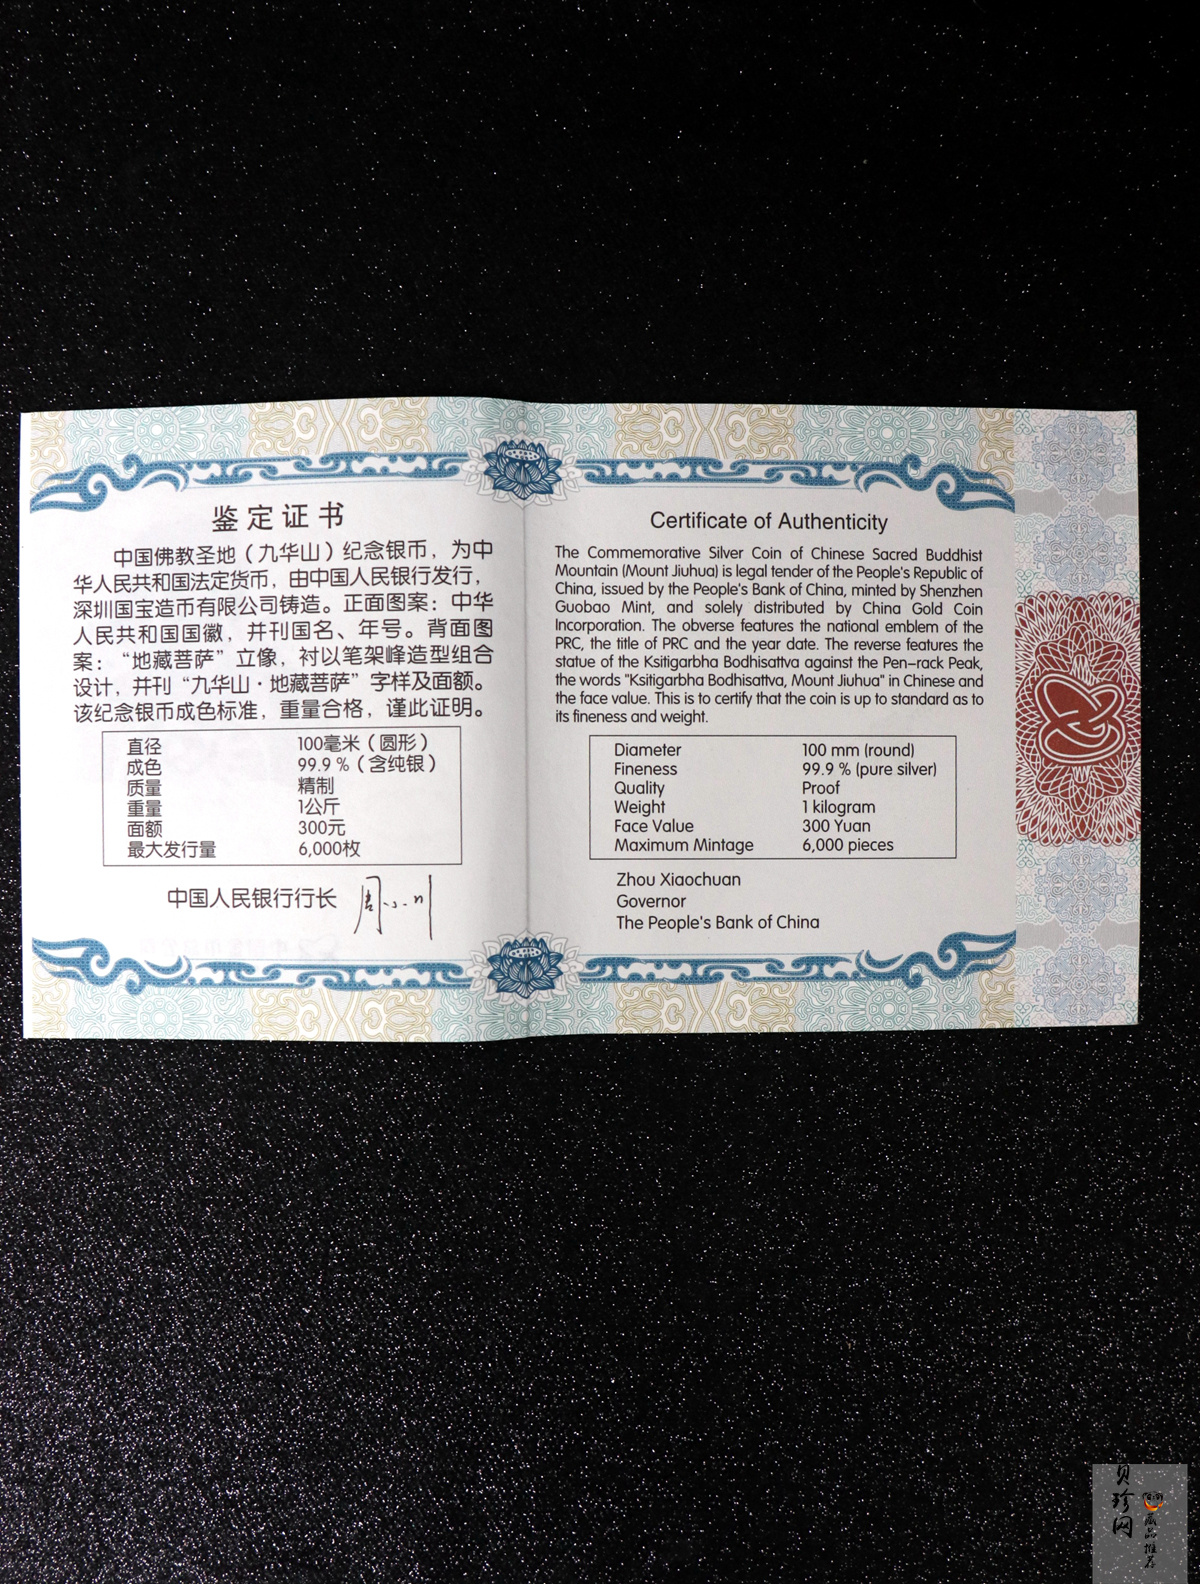 鉴定证书
中国佛教圣地（九华山）纪念银币，为中
华人民共和国法定货币，由中国人民银行发行，
深圳国宝造币有限公司铸造。正面图案：中华
人民共和国国徽，并刊国名、年号。背面图
案：“地藏菩萨”立像，衬以笔架峰造型组合
设计，并刊“九华山·地藏菩萨”字样及面额。
该纪念银币成色标准，重量合格，谨此证明。
直径 100毫米（圆形）
成色 99.9 %（含纯银）
质量 精制
重量 1公斤
面额 300元
最大发行量 6,000枚
中国人民银行行长 周小川
Certificate of Authenticity
The Commemorative Silver Coin of Chinese Sacred Buddhist
Mountain (Mount Jiuhua) is legal tender of the People's Republic of
China, issued by the People's Bank of China, minted by Shenzhen
Guobao Mint, and solely distributed by China Gold Coin
Incorporation. The obverse features the national emblem of the
PRC, the title of PRC and the year date. The reverse features the
statue of the Ksitigarbha Bodhisattva against the Pen-rack Peak,
the words "Ksitigarbha Bodhisattva, Mount Jiuhua" in Chinese and
the face value. This is to certify that the coin is up to standard as to
its fineness and weight.
Diameter 100 mm (round)
Fineness 99.9 % (pure silver)
Quality Proof
Weight 1 kilogram
Face Value 300 Yuan
Maximum Mintage 6,000 pieces
Zhou Xiaochuan
Governor
The People's Bank of China
贝珍网
藏品推荐